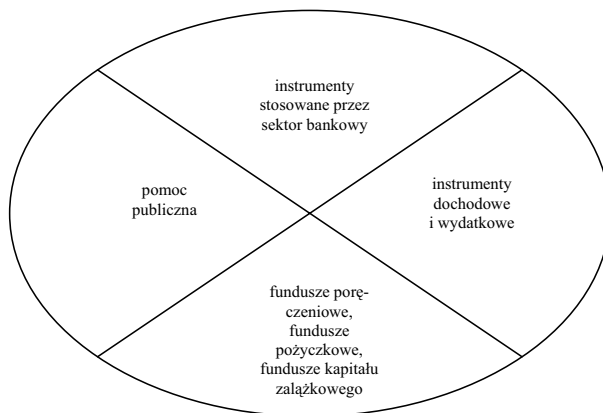 instrumenty
stosowane przez
sektor bankowy
pomoc
publiczna
instrumenty
dochodowe
i wydatkowe
fundusze porę-
czeniowe,
fundusze
pożyczkowe,
fundusze kapitału
zalążkowego